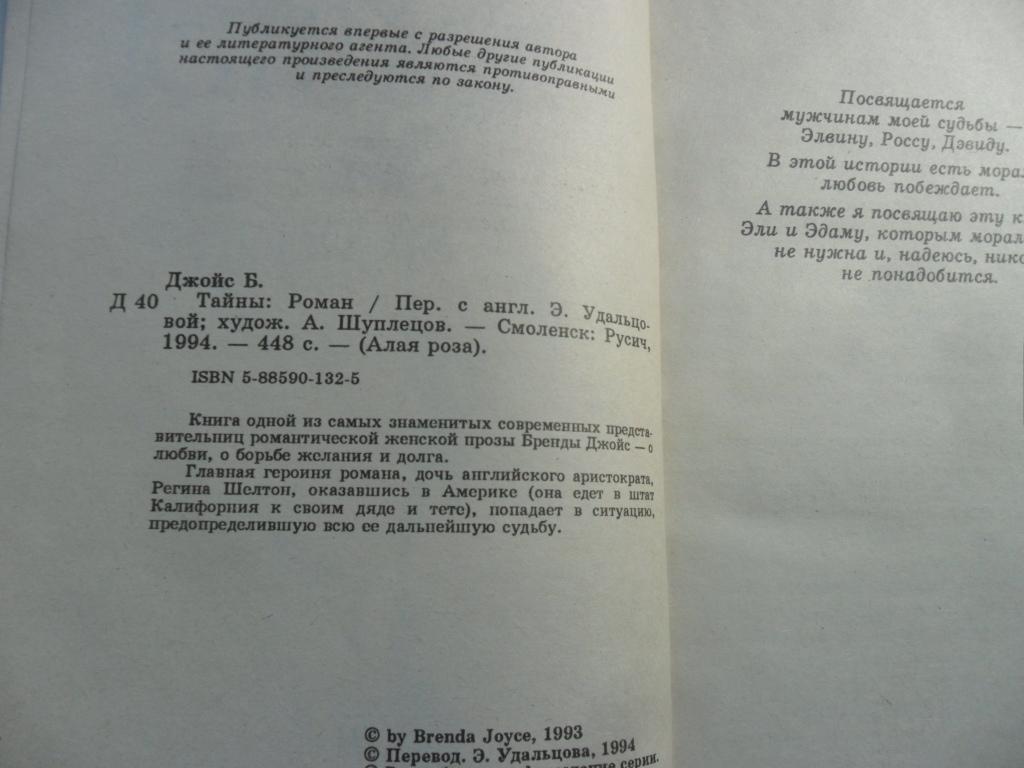 Публикуется впервые с разрешения автора
и ее литературного агента. Любые другие публикации
настоящего произведения являются противоправными
и преследуются по закону.
Джойс Б.
Д 40 Тайны: Роман / Пер. с англ. Э. Удальцо-
вой; худож. А. Шуплецов. — Смоленск: Русич,
1994. — 448 с. — (Алая роза).
ISBN 5-88590-132-5
Книга одной из самых знаменитых современных предста-
вительниц романтической женской прозы Бренды Джойс – о
любви, о борьбе желания и долга.
Главная героиня романа, дочь английского аристократа,
Регина Шелтон, оказавшись в Америке (она едет в штат
Калифорния к своим дяде и тете), попадает в ситуацию,
предопределившую всю ее дальнейшую судьбу.
© by Brenda Joyce, 1993
© Перевод. Э. Удальцова, 1994
серии.
Посвящается
мужчинам моей судьбы —
Элвину, Россу, Дэвиду.
В этой истории есть морал
любовь побеждает.
А также я посвящаю эту к
Эли и Эдаму, которым морал
не нужна и, надеюсь, нико
не понадобится.